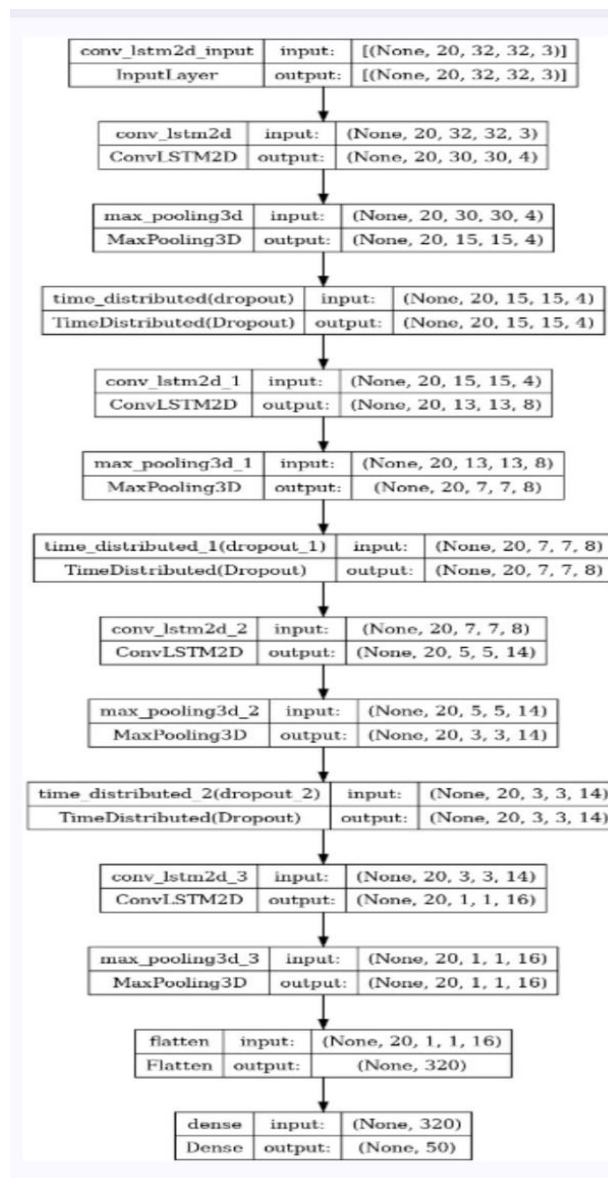 conv_lstm2d_input input: [(None, 20, 32, 32, 3)]
InputLayer output: [(None, 20, 32, 32, 3)]
conv_lstm2d input: (None, 20, 32, 32, 3)
ConvLSTM2D output: (None, 20, 30, 30, 4)
max_pooling3d input: (None, 20, 30, 30, 4)
MaxPooling3D output: (None, 20, 15, 15, 4)
time_distributed(dropout) input: (None, 20, 15, 15, 4)
TimeDistributed(Dropout) output: (None, 20, 15, 15, 4)
conv_lstm2d_1 input: (None, 20, 15, 15, 4)
ConvLSTM2D output: (None, 20, 13, 13, 8)
max_pooling3d_1 input: (None, 20, 13, 13, 8)
MaxPooling3D output: (None, 20, 7, 7, 8)
time_distributed_1(dropout_1) input: (None, 20, 7, 7, 8)
TimeDistributed(Dropout) output: (None, 20, 7, 7, 8)
conv_lstm2d_2 input: (None, 20, 7, 7, 8)
ConvLSTM2D output: (None, 20, 5, 5, 14)
max_pooling3d_2 input: (None, 20, 5, 5, 14)
MaxPooling3D output: (None, 20, 3, 3, 14)
time_distributed_2(dropout_2) input: (None, 20, 3, 3, 14)
TimeDistributed(Dropout) output: (None, 20, 3, 3, 14)
conv_lstm2d_3 input: (None, 20, 3, 3, 14)
ConvLSTM2D output: (None, 20, 1, 1, 16)
max_pooling3d_3 input: (None, 20, 1, 1, 16)
MaxPooling3D output: (None, 20, 1, 1, 16)
flatten input: (None, 20, 1, 1, 16)
Flatten output: (None, 320)
dense input: (None, 320)
Dense output: (None, 50)